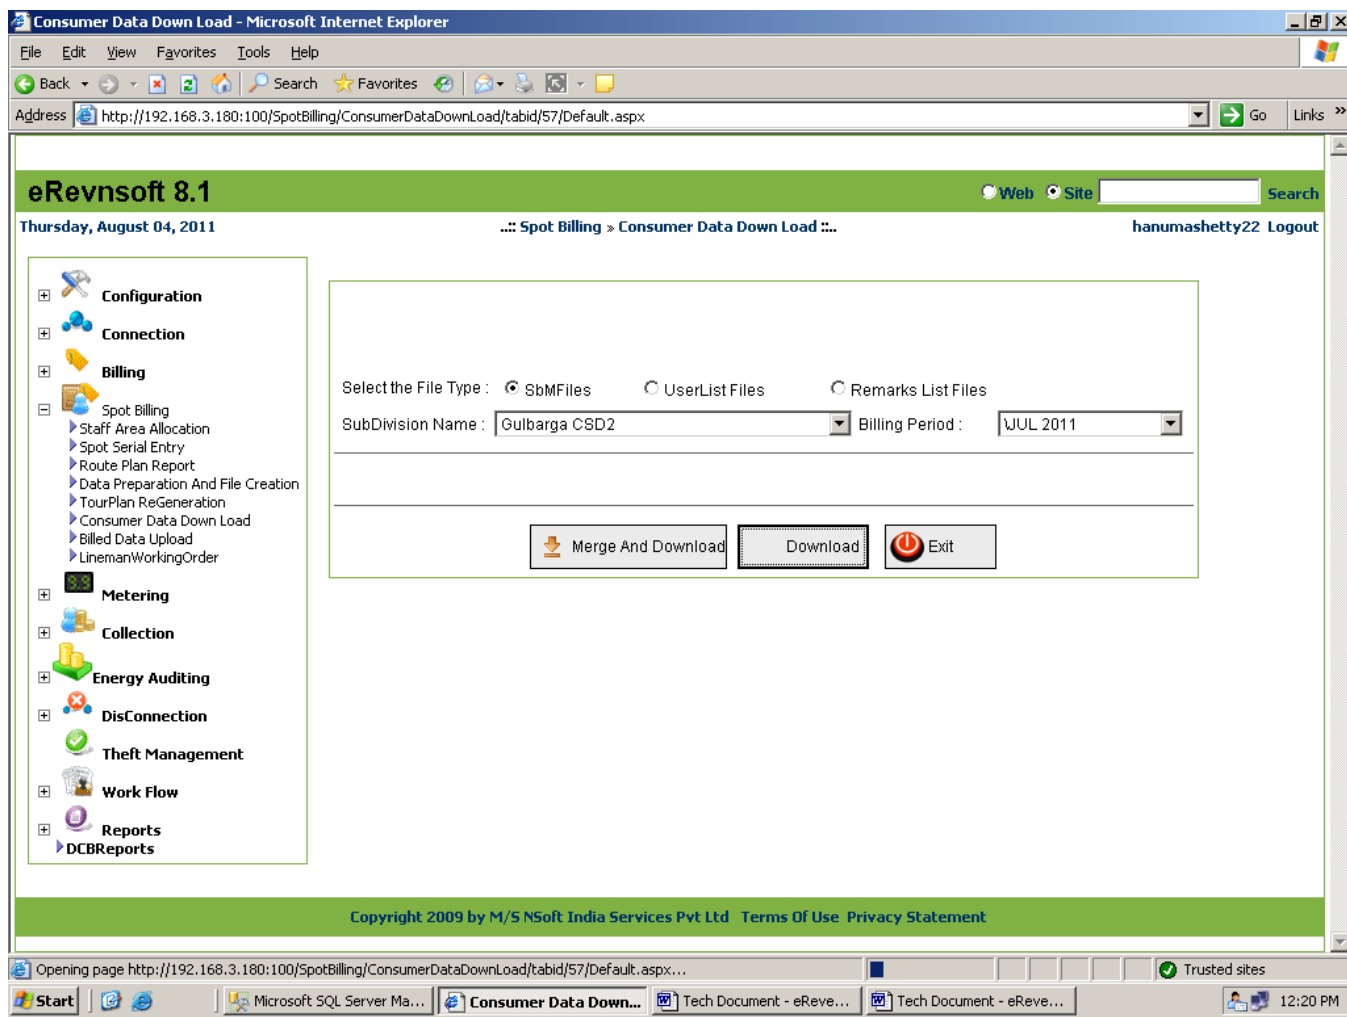 Consumer Data Down Load - Microsoft Internet Explorer
File Edit View Favorites Tools Help
Back Search Favorites
Address http://192.168.3.180:100/SpotBilling/ConsumerDataDownLoad/tabid/57/Default.aspx Go Links »
eRevnsoft 8.1 Web Site Search
Thursday, August 04, 2011 ..:: Spot Billing » Consumer Data Down Load ::.. hanumashetty22 Logout
Configuration
Connection
Billing
Spot Billing
Staff Area Allocation
Spot Serial Entry
Route Plan Report
Data Preparation And File Creation
TourPlan ReGeneration
Consumer Data Down Load
Billed Data Upload
LinemanWorkingOrder
Metering
Collection
Energy Auditing
DisConnection
Theft Management
Work Flow
Reports
DCBReports
Select the File Type : SbMFiles UserList Files Remarks List Files
SubDivision Name : Gulbarga CSD2 Billing Period : \JUL 2011
Merge And Download Download Exit
Copyright 2009 by M/S NSoft India Services Pvt Ltd Terms Of Use Privacy Statement
Opening page http://192.168.3.180:100/SpotBilling/ConsumerDataDownLoad/tabid/57/Default.aspx... Trusted sites
Start Microsoft SQL Server Ma... Consumer Data Down... Tech Document - eReve... Tech Document - eReve... 12:20 PM